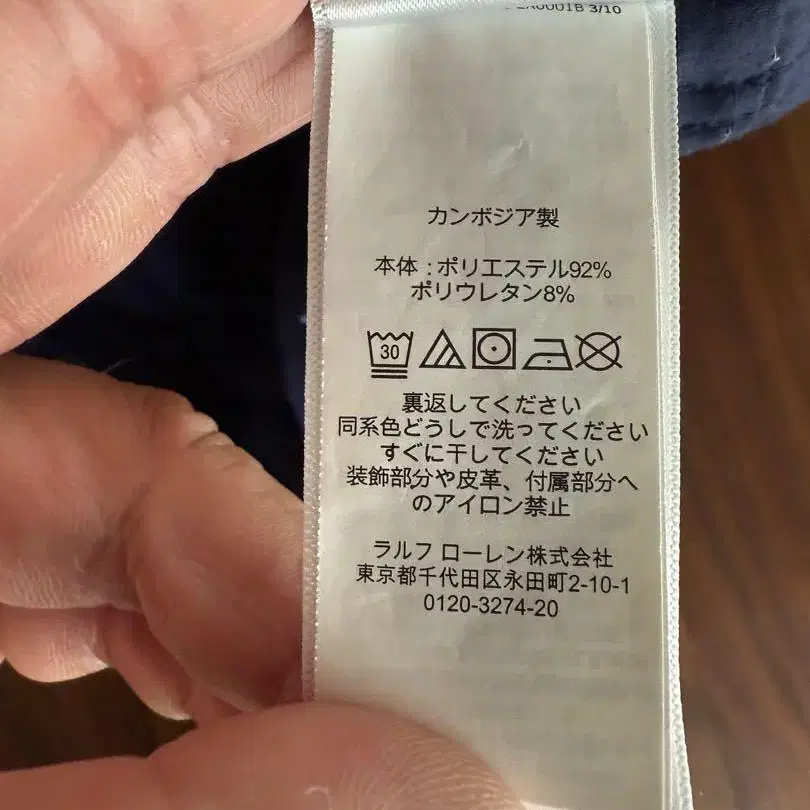 3/10
カンボジア製
本体 : ポリエステル92%
ポリウレタン8%
30
裏返してください
同系色どうしで洗ってください
すぐに干してください
装飾部分や皮革、付属部分へ
のアイロン禁止
ラルフ ローレン株式会社
東京都千代田区永田町2-10-1
0120-3274-20